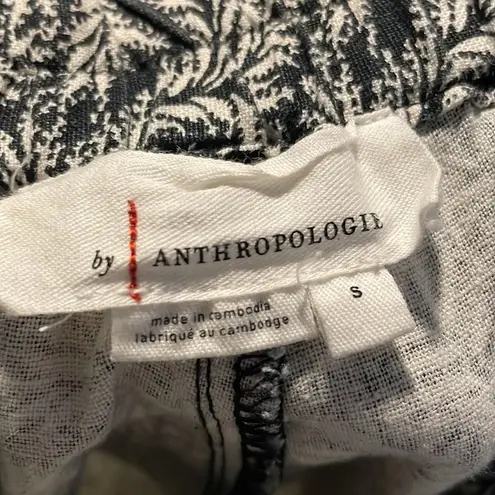 by ANTHROPOLOGIE
made in cambodia
fabriqué au cambodge
S